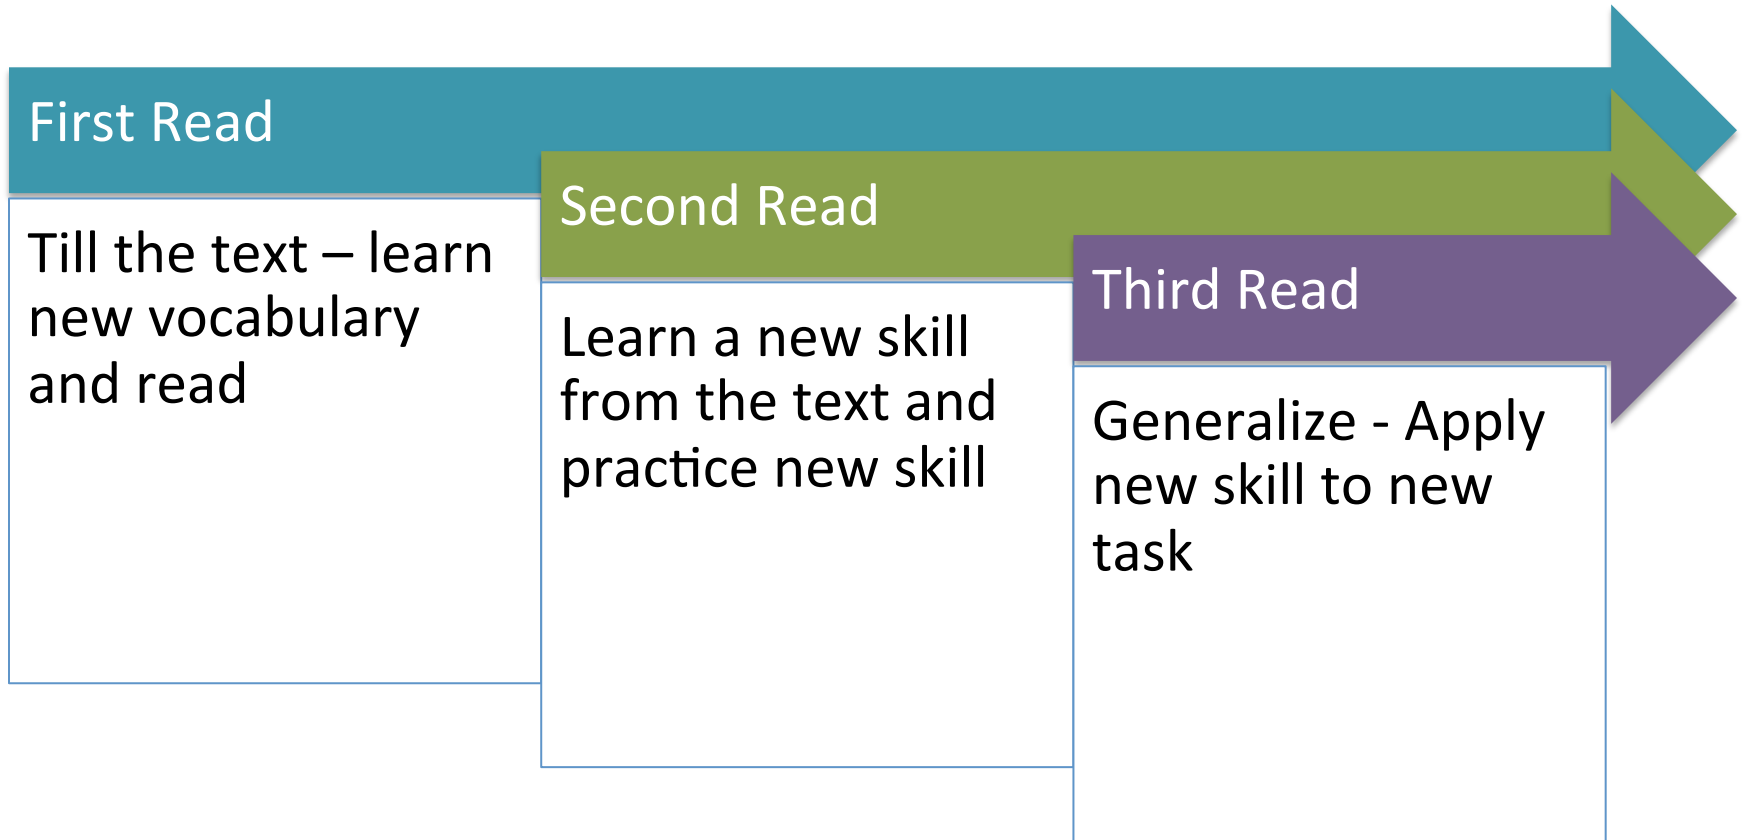 First Read
Till the text – learn
new vocabulary
and read
Second Read
Learn a new skill
from the text and
practice new skill
Third Read
Generalize - Apply
new skill to new
task